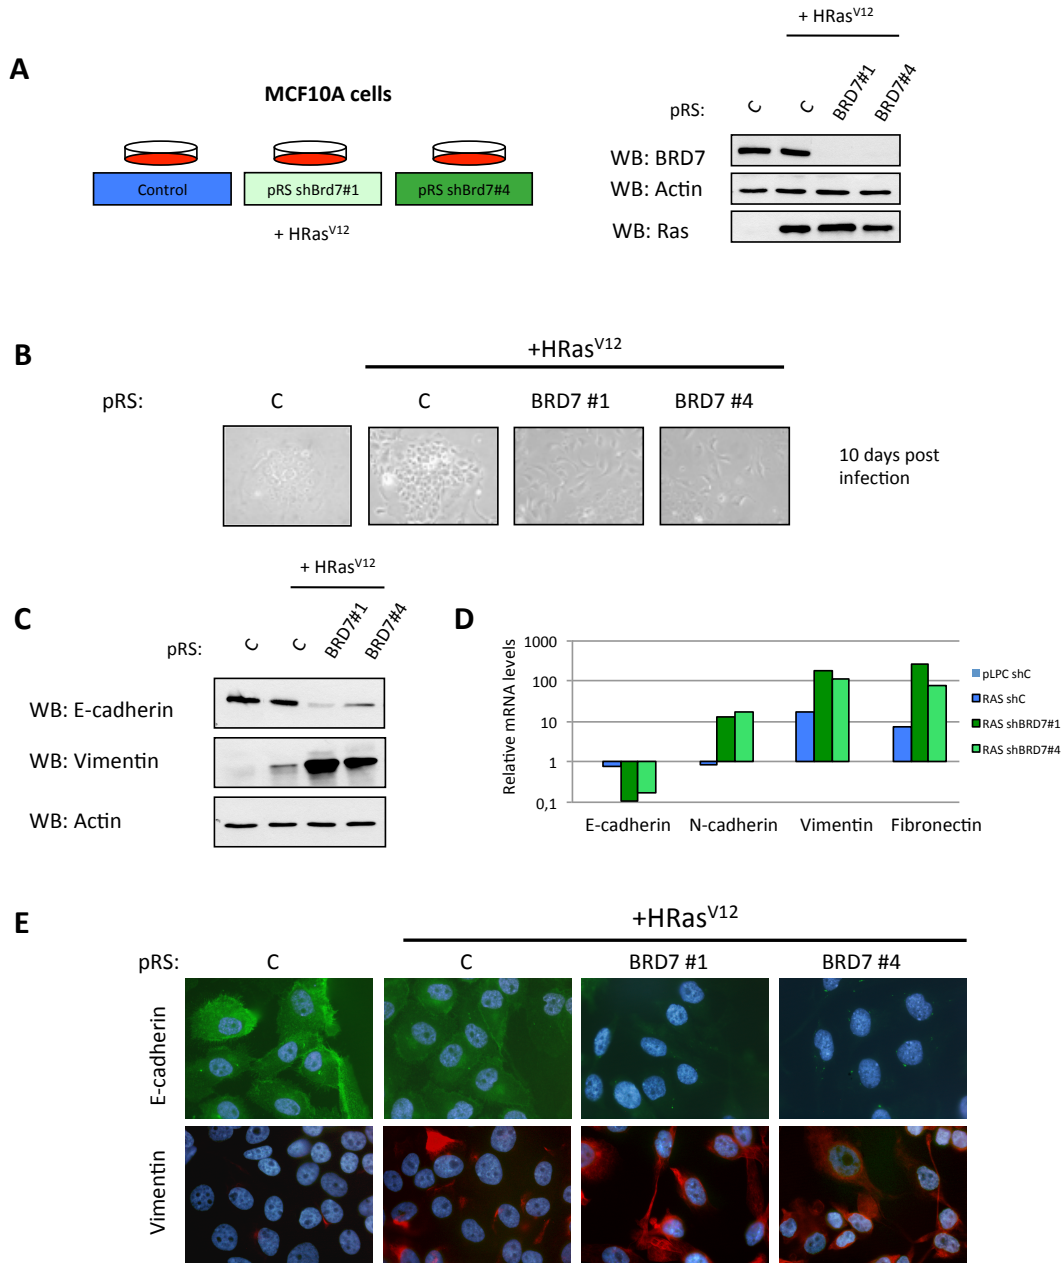 A
MCF10A cells
Control
pRS shBrd7#1
pRS shBrd7#4
+ HRasV12
+ HRasV12
pRS:
C
C
BRD7#1
BRD7#4
WB: BRD7
WB: Actin
WB: Ras
B
+HRasV12
pRS:
C
C
BRD7 #1
BRD7 #4
10 days post
infection
C
+ HRasV12
pRS:
C
C
BRD7#1
BRD7#4
WB: E-cadherin
WB: Vimentin
WB: Actin
D
Relative mRNA levels
1000
100
10
1
0,1
E-cadherin
N-cadherin
Vimentin
Fibronectin
pLPC shC
RAS shC
RAS shBRD7#1
RAS shBRD7#4
E
+HRasV12
pRS:
C
C
BRD7 #1
BRD7 #4
E-cadherin
Vimentin